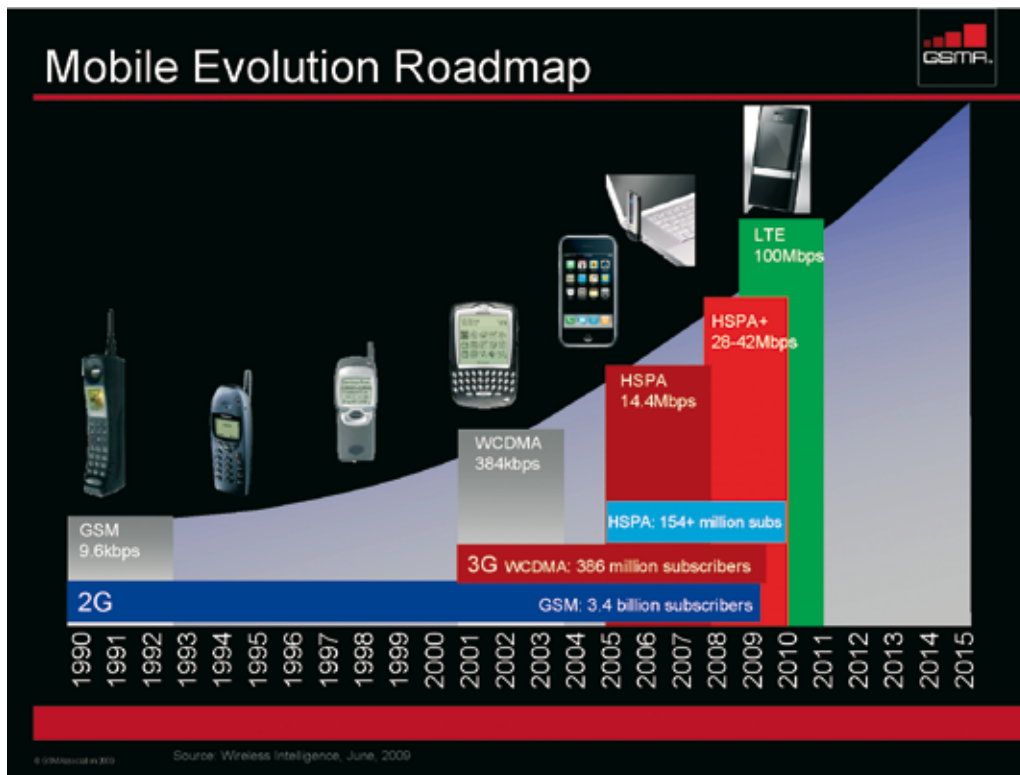 Mobile Evolution Roadmap
GSMA
LTE
100Mbps
HSPA+
28-42Mbps
HSPA
14.4Mbps
WCDMA
384kbps
GSM
9.6kbps
HSPA: 154+ million subs
3G WCDMA: 386 million subscribers
2G
GSM: 3.4 billion subscribers
1990 1991 1992 1993 1994 1995 1996 1997 1998 1999 2000 2001 2002 2003 2004 2005 2006 2007 2008 2009 2010 2011 2012 2013 2014 2015
© GSM Association 2009
Source: Wireless Intelligence, June, 2009